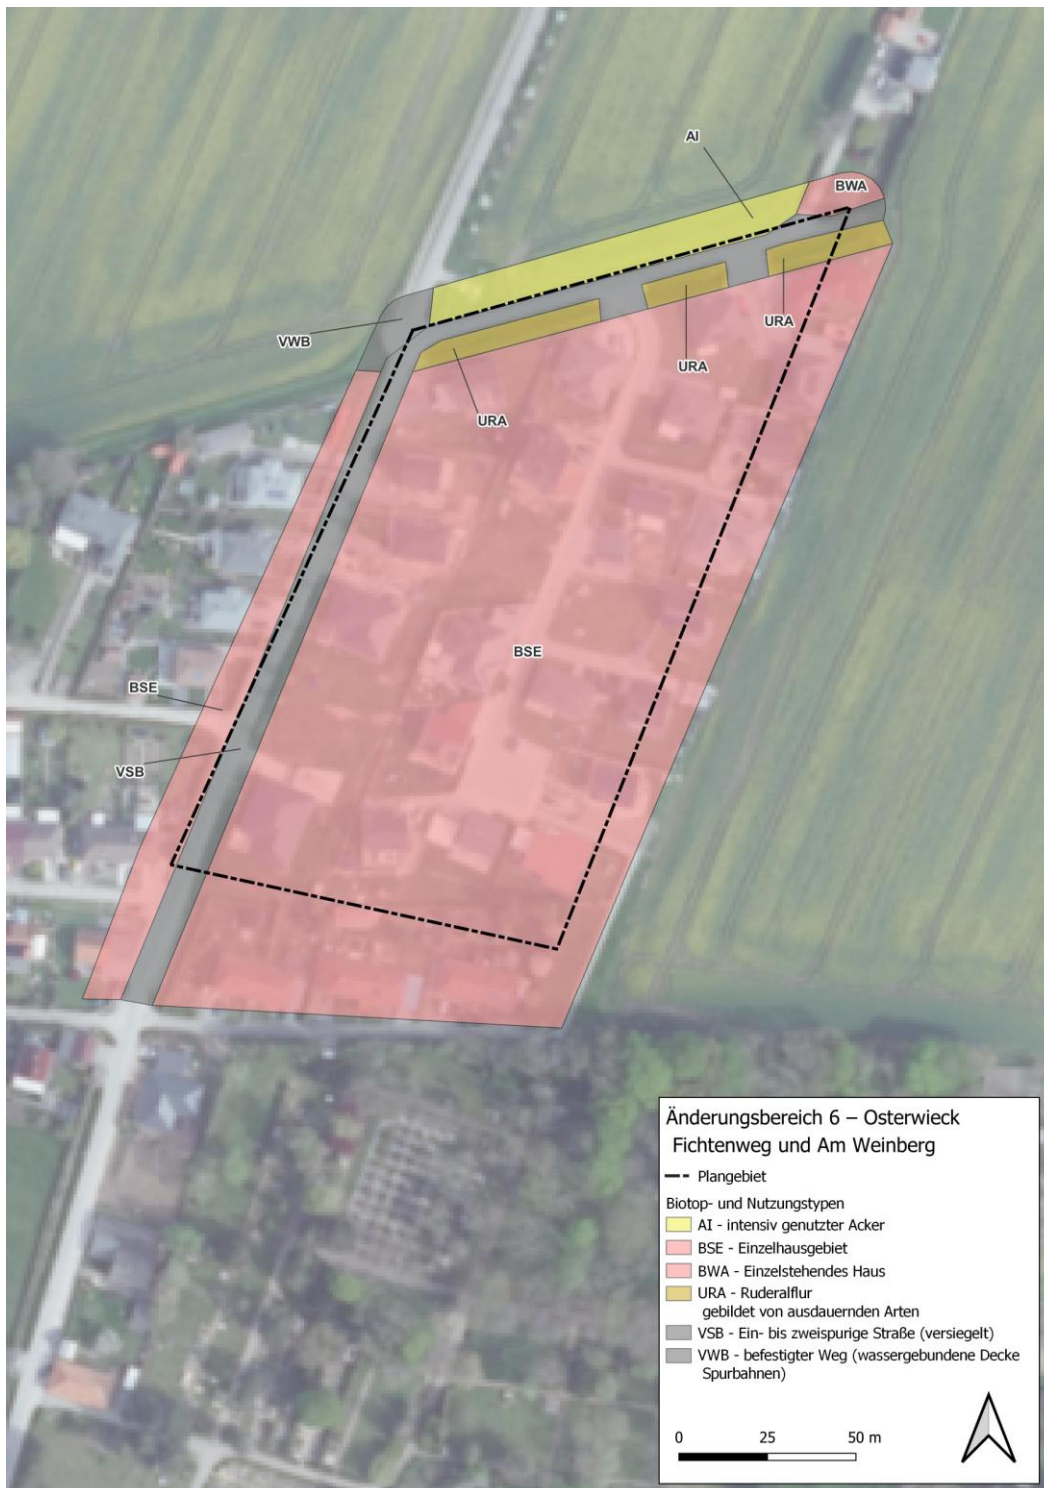 AI
BWA
VWB
URA
URA
URA
BSE
BSE
VSB
Änderungsbereich 6 – Osterwieck
Fichtenweg und Am Weinberg
Plangebiet
Biotop- und Nutzungstypen
AI - intensiv genutzter Acker
BSE - Einzelhausgebiet
BWA - Einzelstehendes Haus
URA - Ruderalflur
gebildet von ausdauernden Arten
VSB - Ein- bis zweispurige Straße (versiegelt)
VWB - befestigter Weg (wassergebundene Decke
Spurbahnen)
0 25 50 m